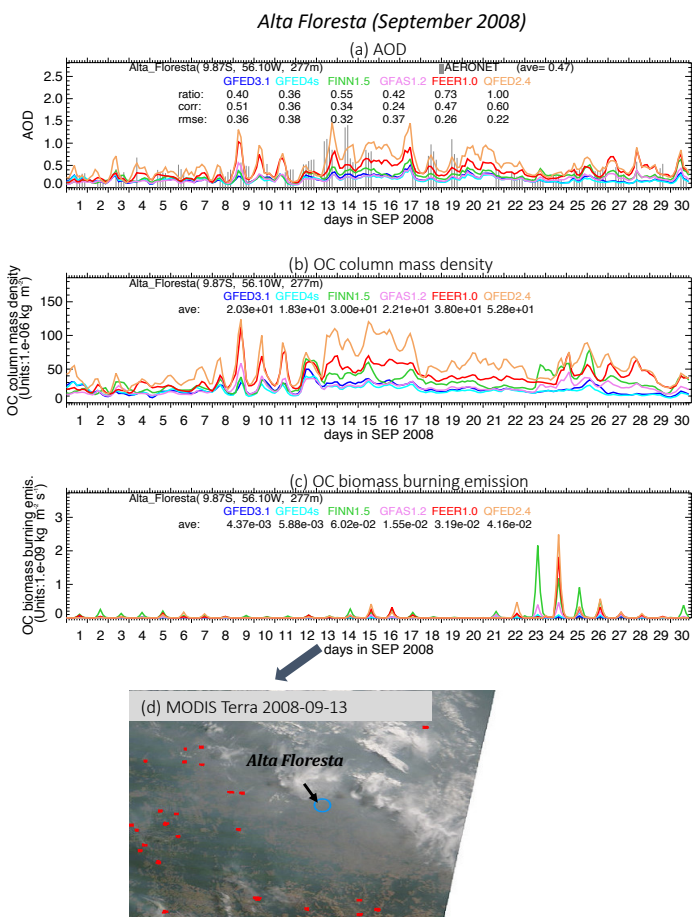 Alta Floresta (September 2008)
(a) AOD
Alta_Floresta( 9.87S, 56.10W, 277m)
AERONET (ave= 0.47)
GFED3.1 GFED4s FINN1.5 GFAS1.2 FEER1.0 QFED2.4
ratio: 0.40 0.36 0.55 0.42 0.73 1.00
corr: 0.51 0.36 0.34 0.24 0.47 0.60
rmse: 0.36 0.38 0.32 0.37 0.26 0.22
AOD
2.5
2.0
1.5
1.0
0.5
0.0
1 2 3 4 5 6 7 8 9 10 11 12 13 14 15 16 17 18 19 20 21 22 23 24 25 26 27 28 29 30
days in SEP 2008
(b) OC column mass density
Alta_Floresta( 9.87S, 56.10W, 277m)
GFED3.1 GFED4s FINN1.5 GFAS1.2 FEER1.0 QFED2.4
ave: 2.03e+01 1.83e+01 3.00e+01 2.21e+01 3.80e+01 5.28e+01
OC column mass density
(Units:1.e-06 kg m⁻²)
150
100
50
0
1 2 3 4 5 6 7 8 9 10 11 12 13 14 15 16 17 18 19 20 21 22 23 24 25 26 27 28 29 30
days in SEP 2008
(c) OC biomass burning emission
Alta_Floresta( 9.87S, 56.10W, 277m)
GFED3.1 GFED4s FINN1.5 GFAS1.2 FEER1.0 QFED2.4
ave: 4.37e-03 5.88e-03 6.02e-02 1.55e-02 3.19e-02 4.16e-02
OC biomass burning emis.
(Units:1.e-09 kg m⁻² s⁻¹)
3
2
1
0
1 2 3 4 5 6 7 8 9 10 11 12 13 14 15 16 17 18 19 20 21 22 23 24 25 26 27 28 29 30
days in SEP 2008
(d) MODIS Terra 2008-09-13
Alta Floresta